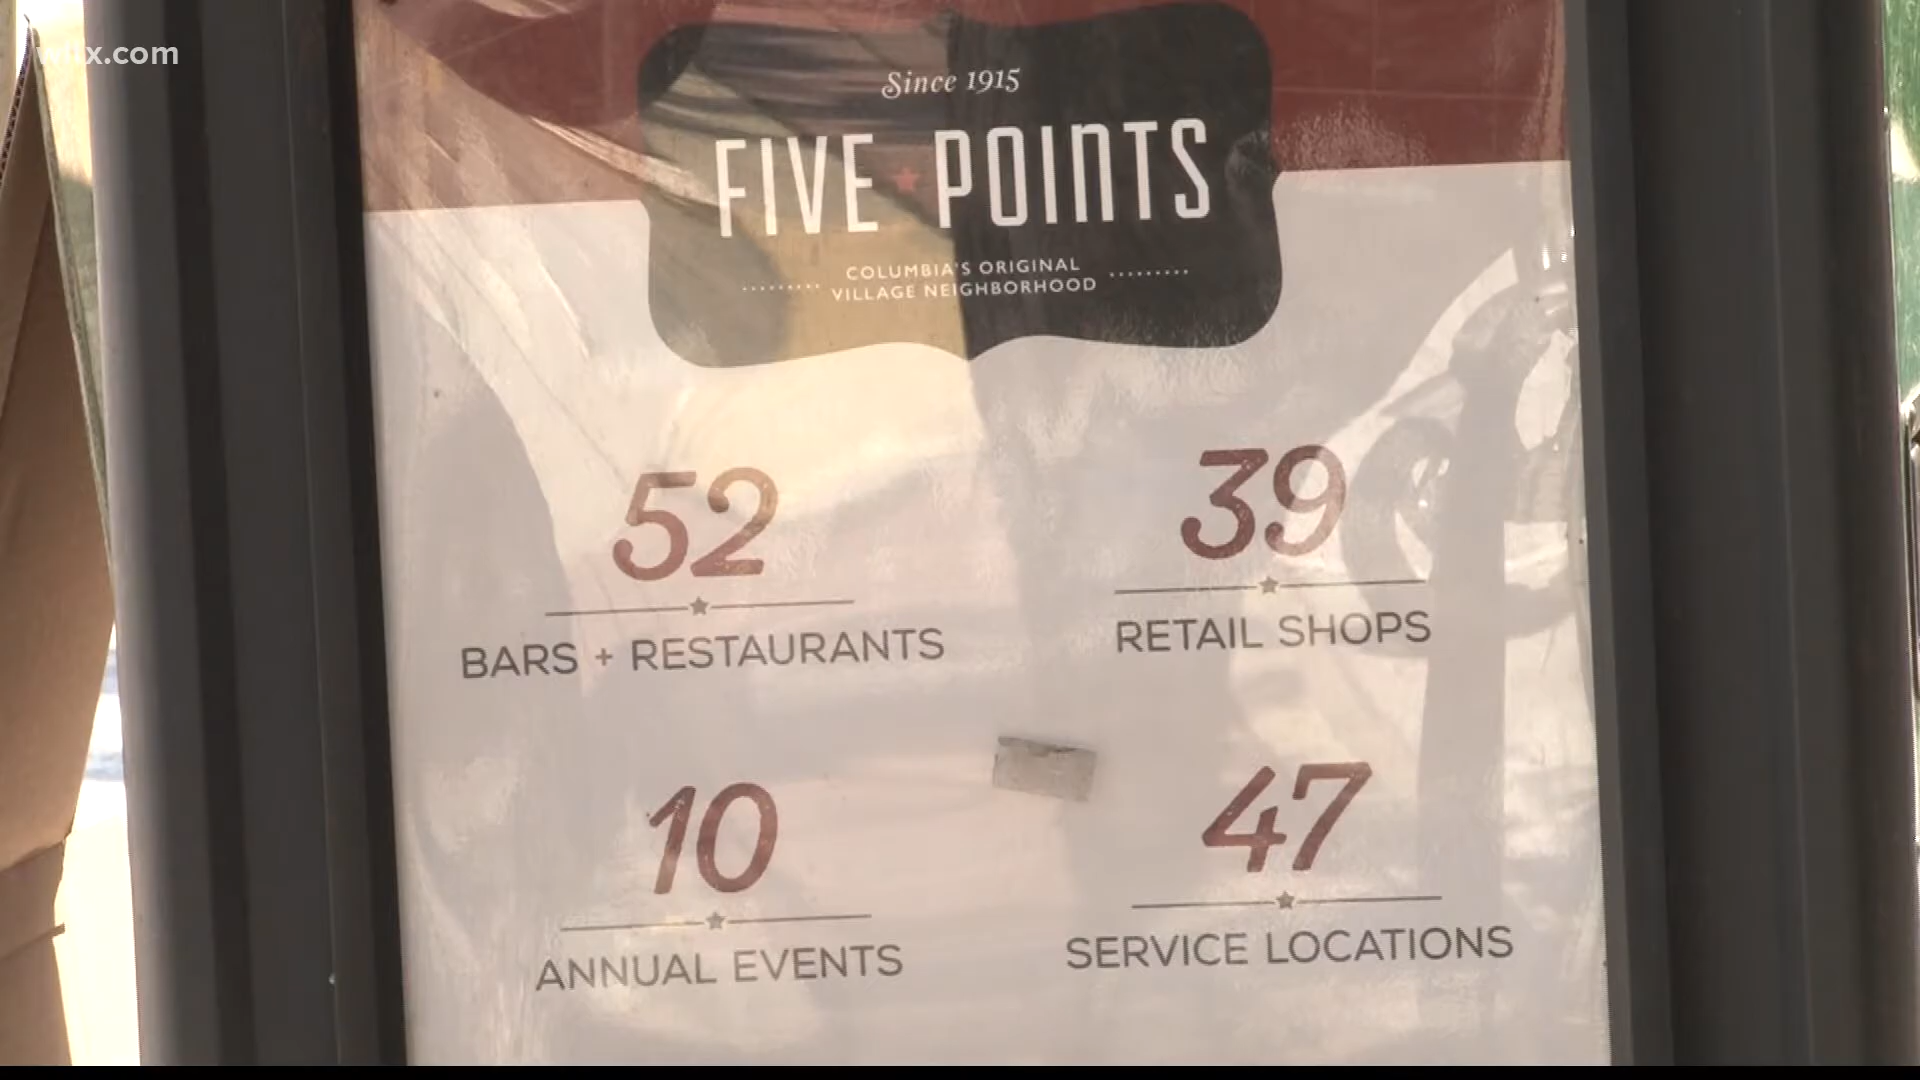 wltx.com
Since 1915
FIVE POINTS
COLUMBIA'S ORIGINAL
VILLAGE NEIGHBORHOOD
52
BARS + RESTAURANTS
39
RETAIL SHOPS
10
ANNUAL EVENTS
47
SERVICE LOCATIONS